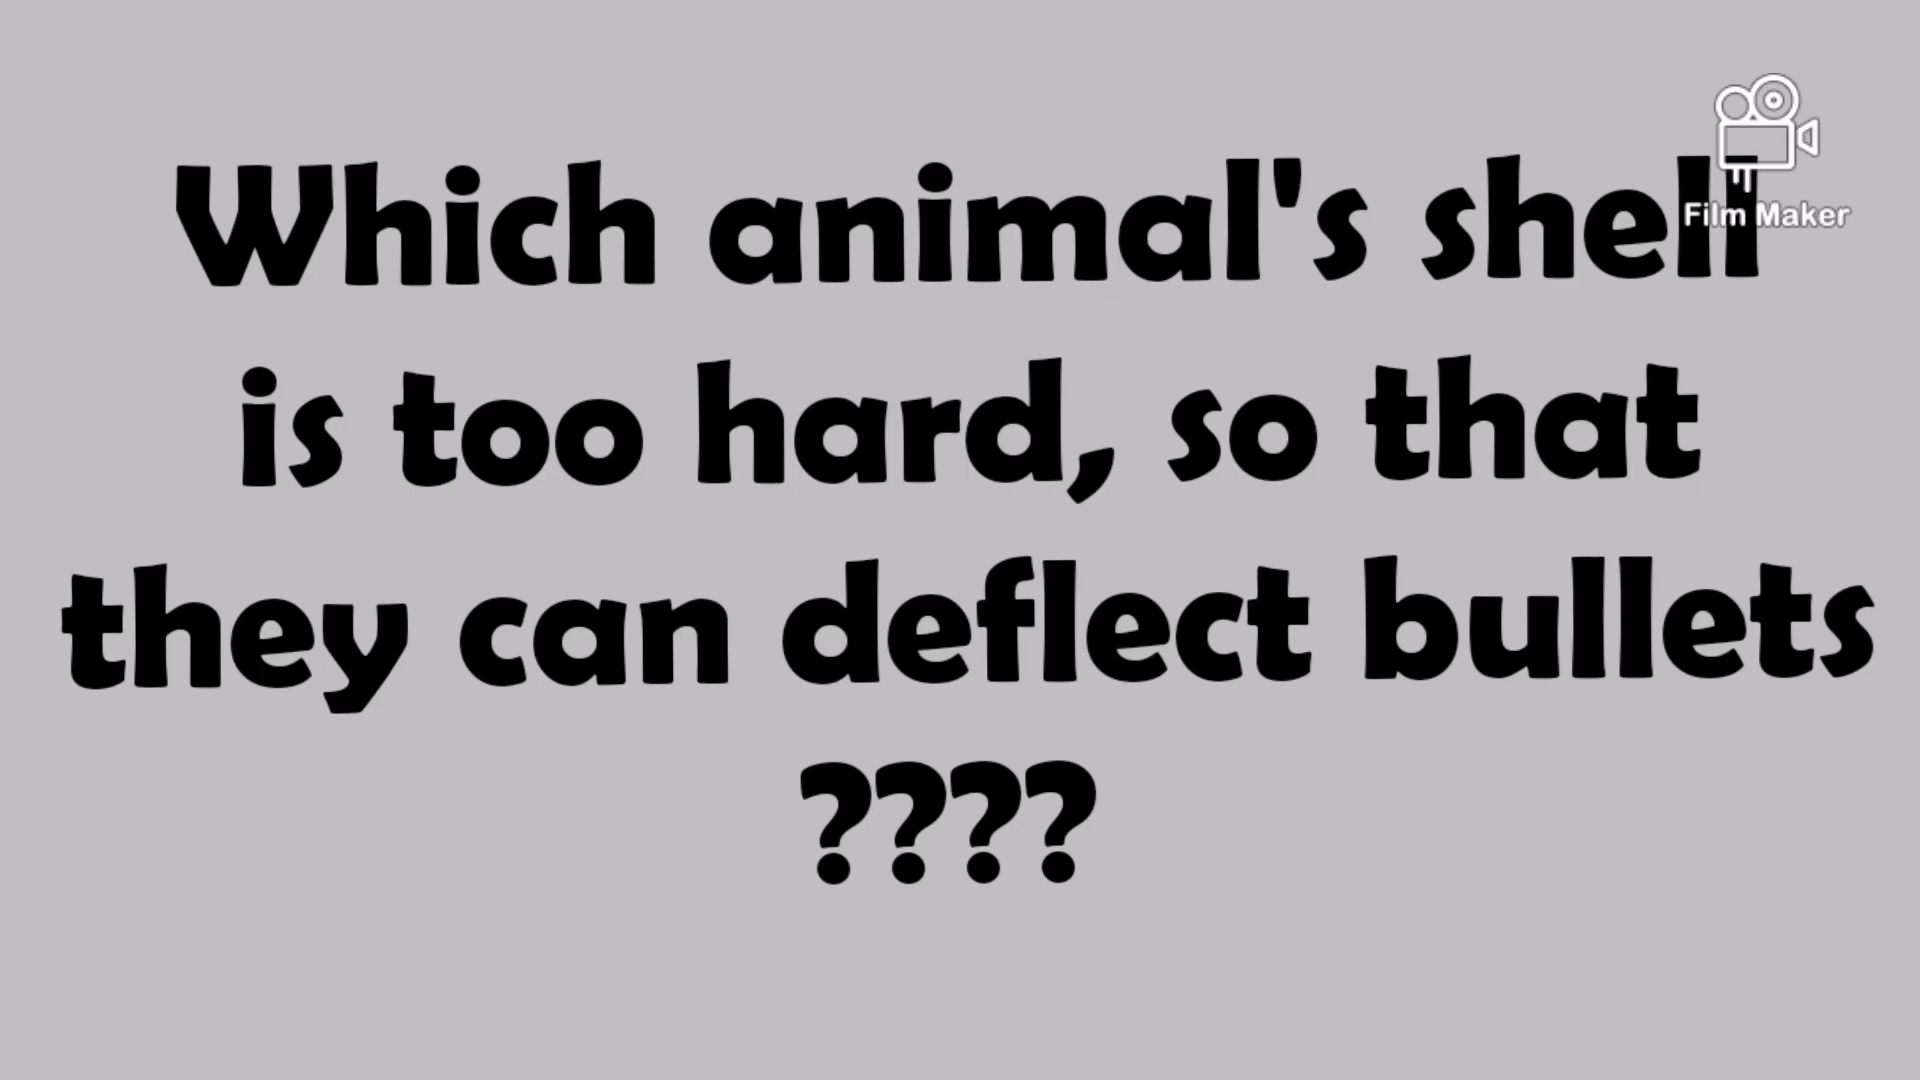 Which animal's shell
is too hard, so that
they can deflect bullets
????
Film Maker